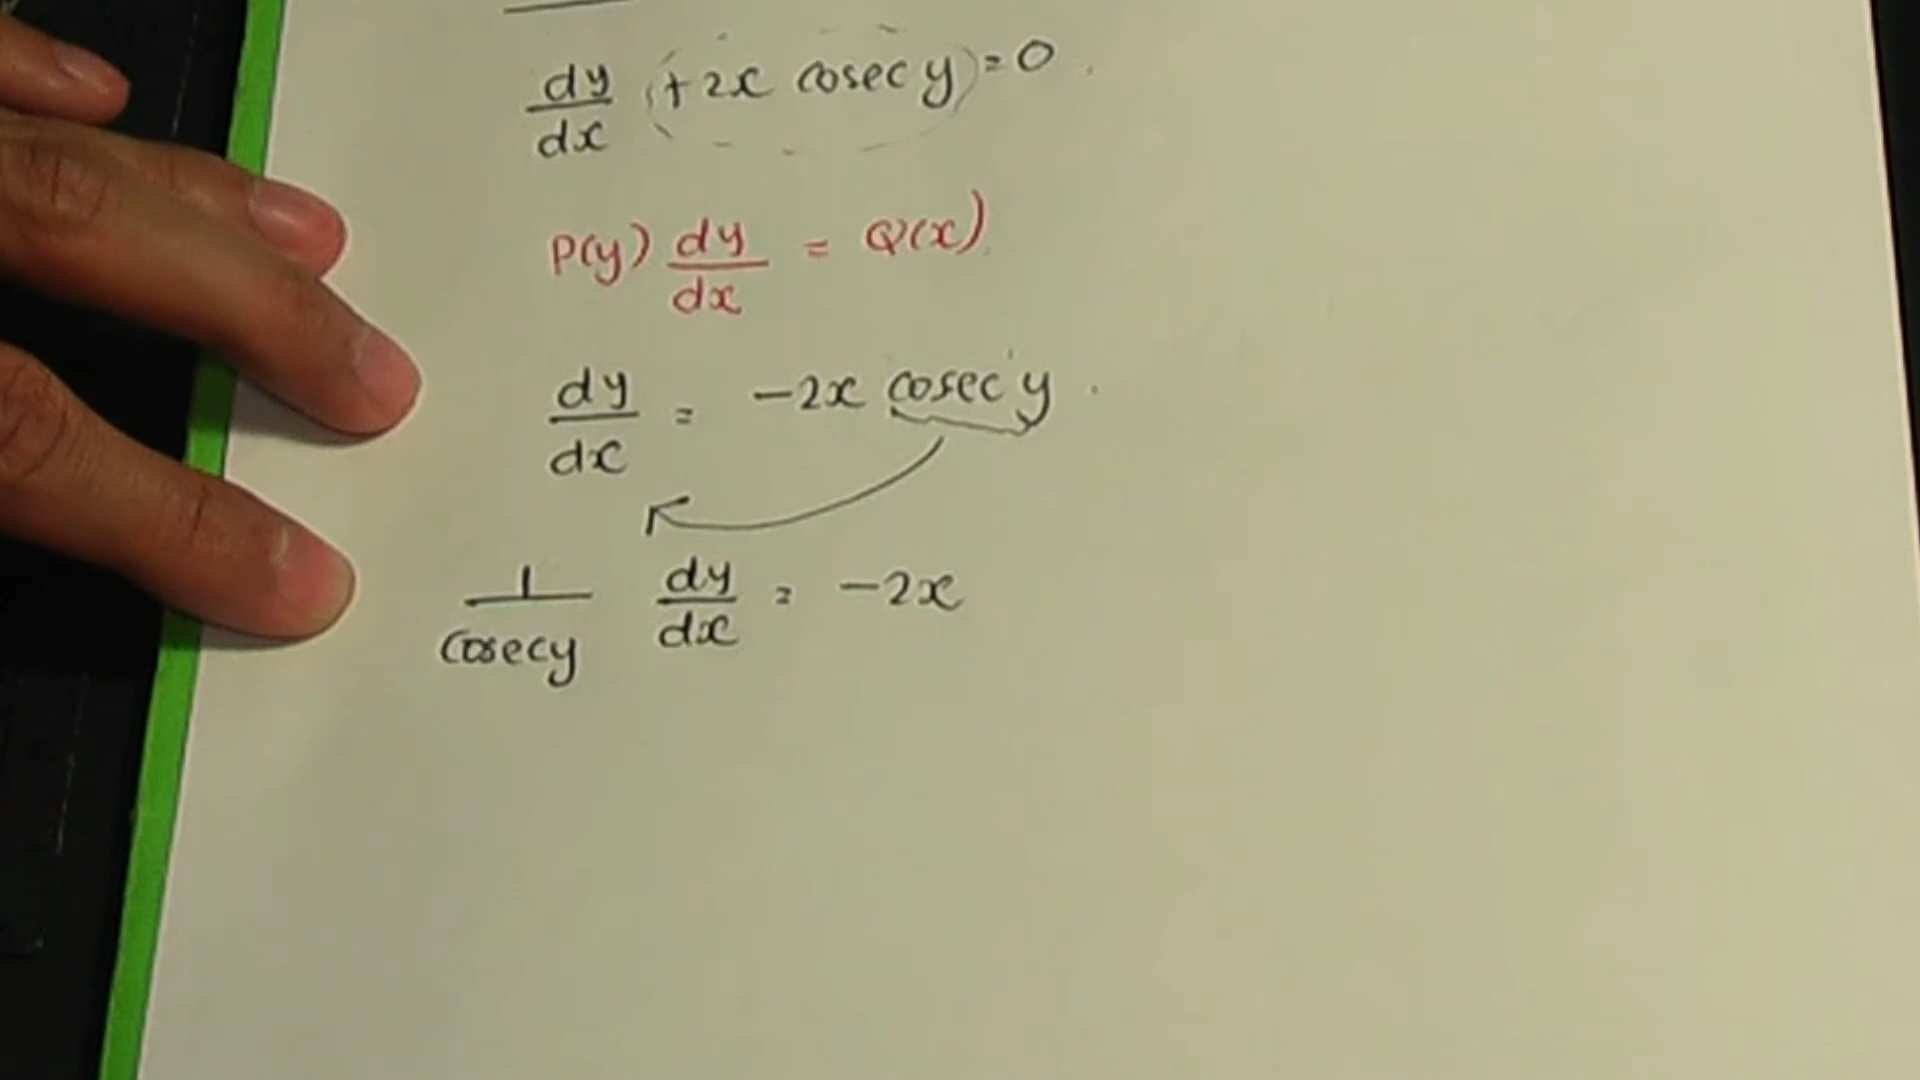 dy/dx + 2x cosec y = 0
P(y) dy/dx = Q(x)
dy/dx = -2x cosec y
1/cosec y dy/dx = -2x